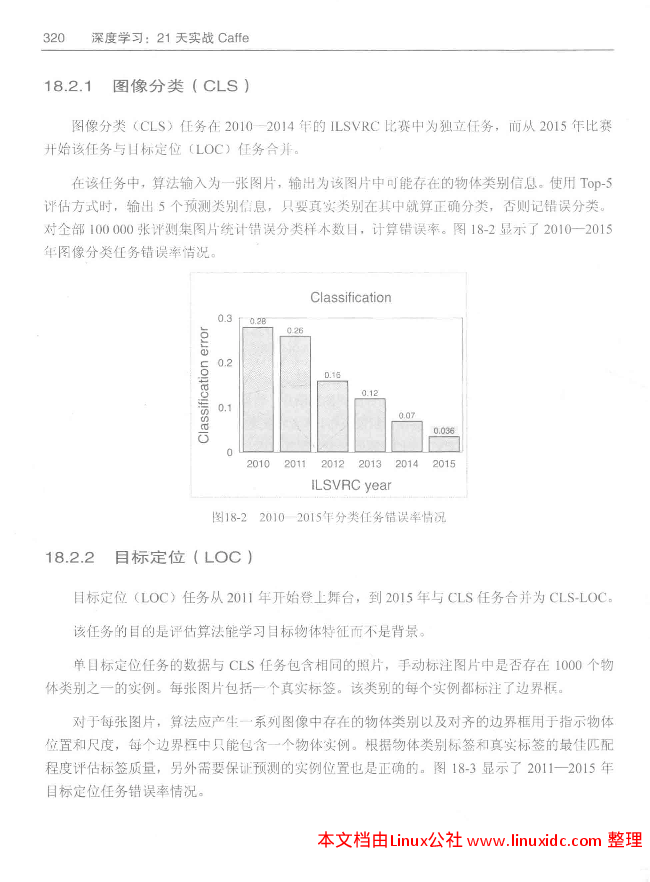 320 深度学习：21 天实战 Caffe
18.2.1 图像分类（CLS）
图像分类（CLS）任务在 2010—2014 年的 ILSVRC 比赛中为独立任务，而从 2015 年比赛
开始该任务与目标定位（LOC）任务合并。
在该任务中，算法输入为一张图片，输出为该图片中可能存在的物体类别信息。使用 Top-5
评估方式时，输出 5 个预测类别信息，只要真实类别在其中就算正确分类，否则记错误分类。
对全部 100 000 张评测集图片统计错误分类样本数目，计算错误率。图 18-2 显示了 2010—2015
年图像分类任务错误率情况。
Classification
Classification error
0.3
0.2
0.1
0
0.28
0.26
0.16
0.12
0.07
0.036
2010 2011 2012 2013 2014 2015
ILSVRC year
图18-2 2010—2015年分类任务错误率情况
18.2.2 目标定位（LOC）
目标定位（LOC）任务从 2011 年开始登上舞台，到 2015 年与 CLS 任务合并为 CLS-LOC。
该任务的目的是评估算法能学习目标物体特征而不是背景。
单目标定位任务的数据与 CLS 任务包含相同的照片，手动标注图片中是否存在 1000 个物
体类别之一的实例。每张图片包括一个真实标签。该类别的每个实例都标注了边界框。
对于每张图片，算法应产生一系列图像中存在的物体类别以及对齐的边界框用于指示物体
位置和尺度，每个边界框中只能包含一个物体实例。根据物体类别标签和真实标签的最佳匹配
程度评估标签质量，另外需要保证预测的实例位置也是正确的。图 18-3 显示了 2011—2015 年
目标定位任务错误率情况。
本文档由Linux公社 www.linuxidc.com 整理